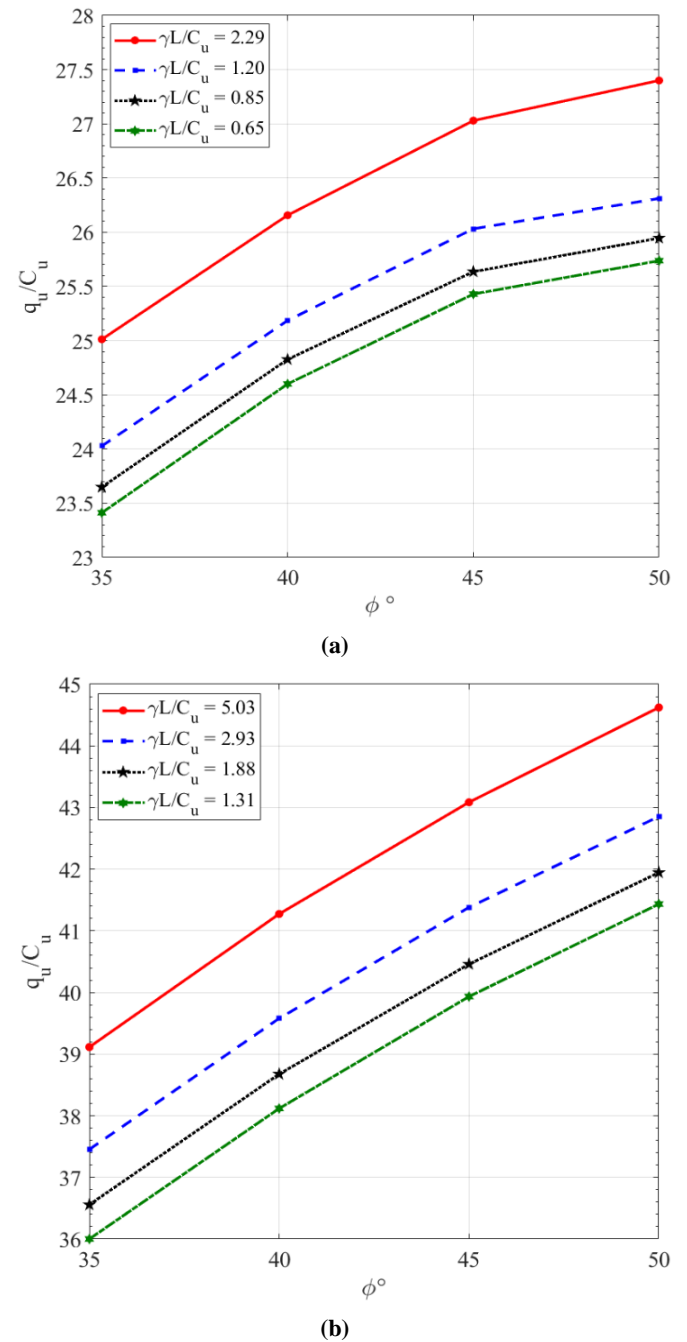 28
27.5
27
26.5
26
25.5
25
24.5
24
23.5
23
q_u/C_u
γL/C_u = 2.29
γL/C_u = 1.20
γL/C_u = 0.85
γL/C_u = 0.65
35
40
45
50
ϕ °
(a)
45
44
43
42
41
40
39
38
37
36
q_u/C_u
γL/C_u = 5.03
γL/C_u = 2.93
γL/C_u = 1.88
γL/C_u = 1.31
35
40
45
50
ϕ°
(b)